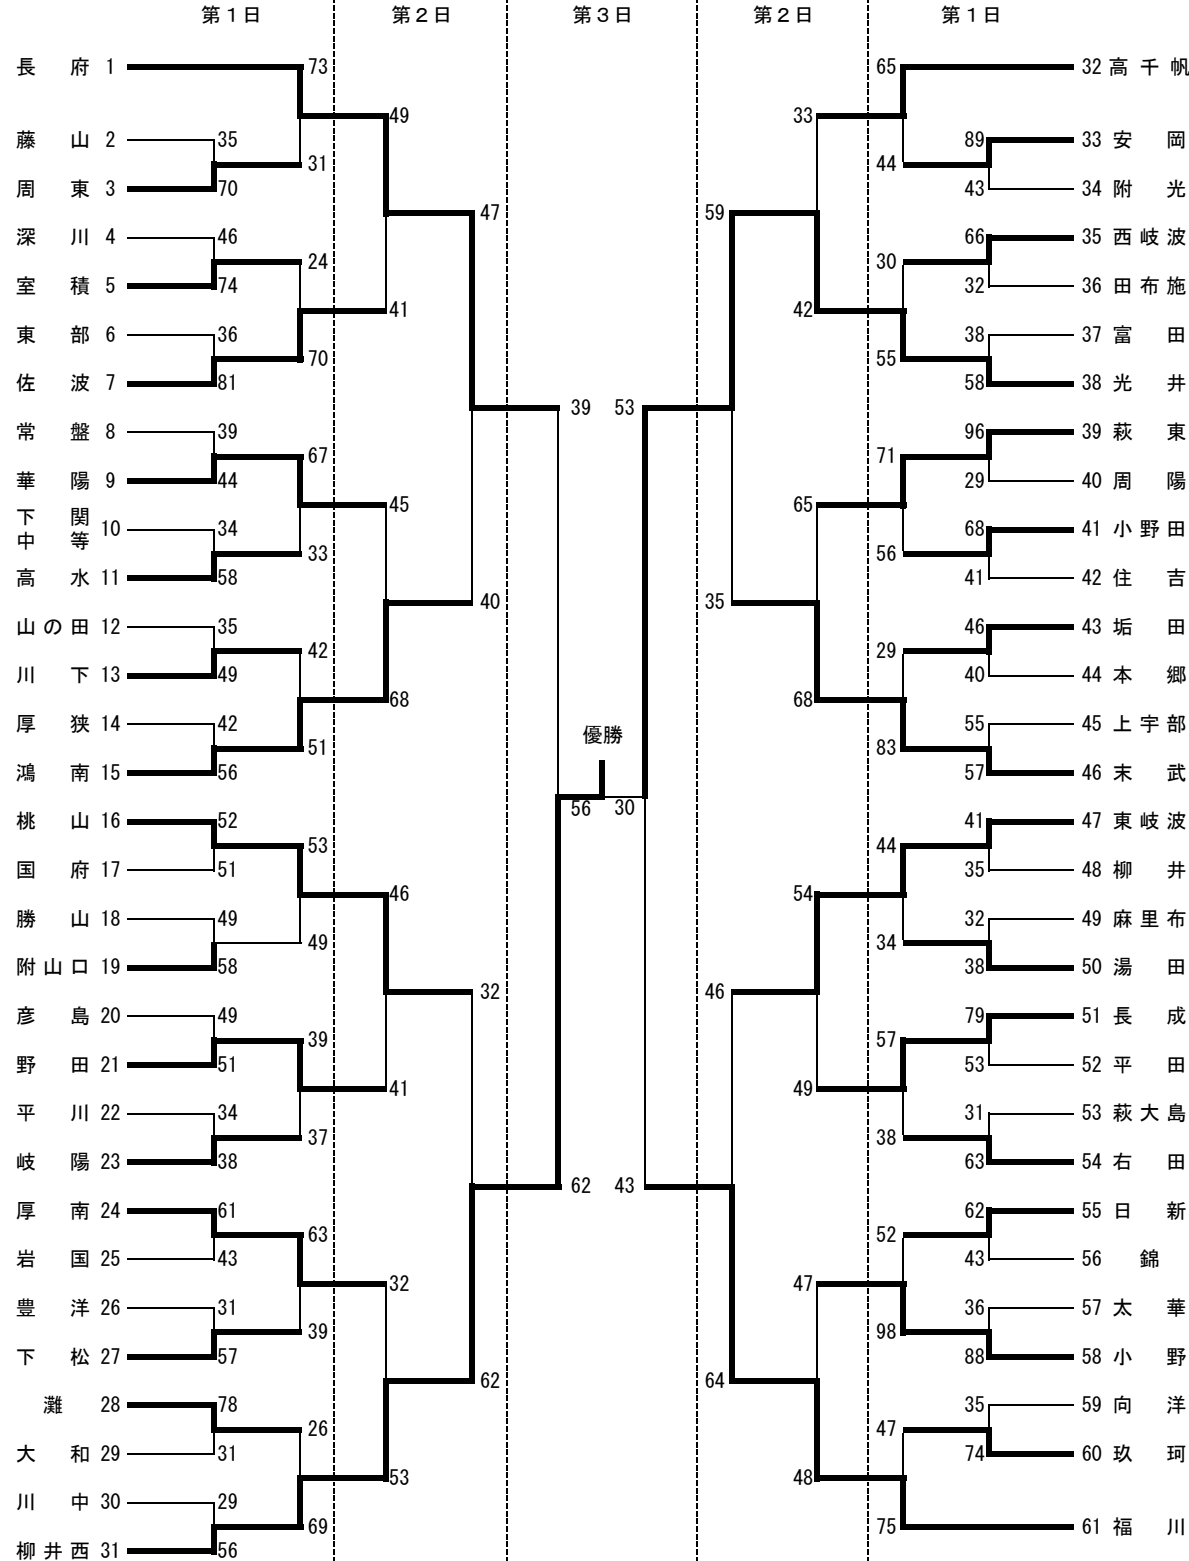 第１日 第２日 第３日 第２日 第１日
長府 1 73 65 32 高千帆
49 33
藤山 2 35 89 33 安岡
31 44
周東 3 70 43 34 附光
47 59
深川 4 46 66 35 西岐波
24 30
室積 5 74 32 36 田布施
41 42
東部 6 36 38 37 富田
70 55
佐波 7 81 58 38 光井
39 53
常盤 8 39 96 39 萩東
67 71
華陽 9 44 29 40 周陽
45 65
下関中等 10 34 68 41 小野田
33 56
高水 11 58 41 42 住吉
40 35
山の田 12 35 46 43 垢田
42 29
川下 13 49 40 44 本郷
68 68
厚狭 14 42 55 45 上宇部
優勝
51 83
鴻南 15 56 57 46 末武
56 30
桃山 16 52 41 47 東岐波
53 44
国府 17 51 35 48 柳井
46 54
勝山 18 49 32 49 麻里布
49 34
附山口 19 58 38 50 湯田
32 46
彦島 20 49 79 51 長成
39 57
野田 21 51 53 52 平田
41 49
平川 22 34 31 53 萩大島
37 38
岐陽 23 38 63 54 右田
62 43
厚南 24 61 62 55 日新
63 52
岩国 25 43 43 56 錦
32 47
豊洋 26 31 36 57 太華
39 98
下松 27 57 88 58 小野
62 64
灘 28 78 35 59 向洋
26 47
大和 29 31 74 60 玖珂
53 48
川中 30 29
69 75 61 福川
柳井西 31 56